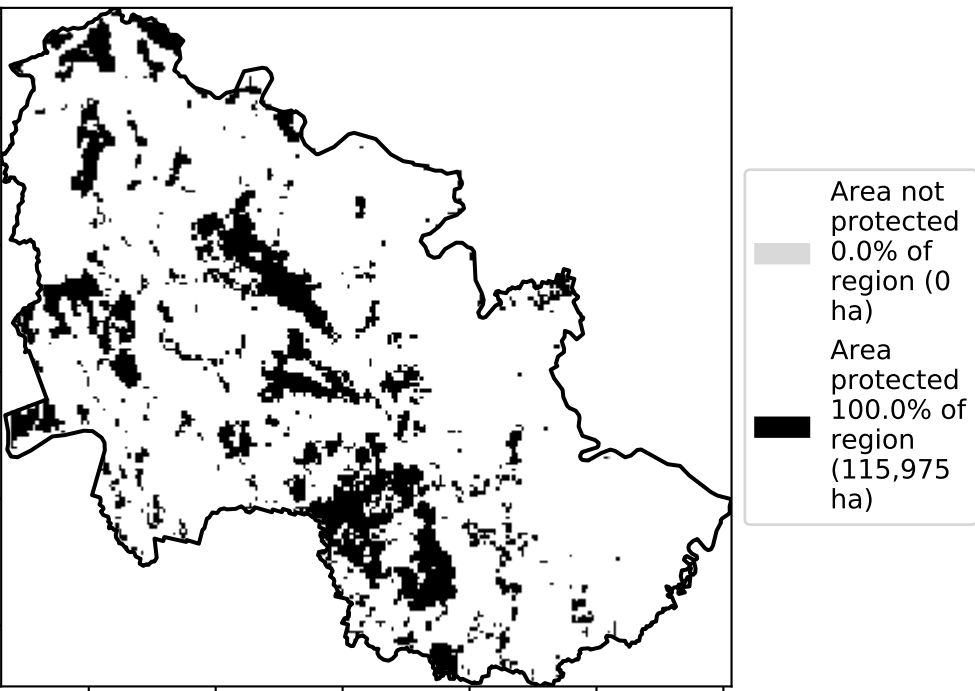 Area not
protected
0.0% of
region (0
ha)
Area
protected
100.0% of
region
(115,975
ha)